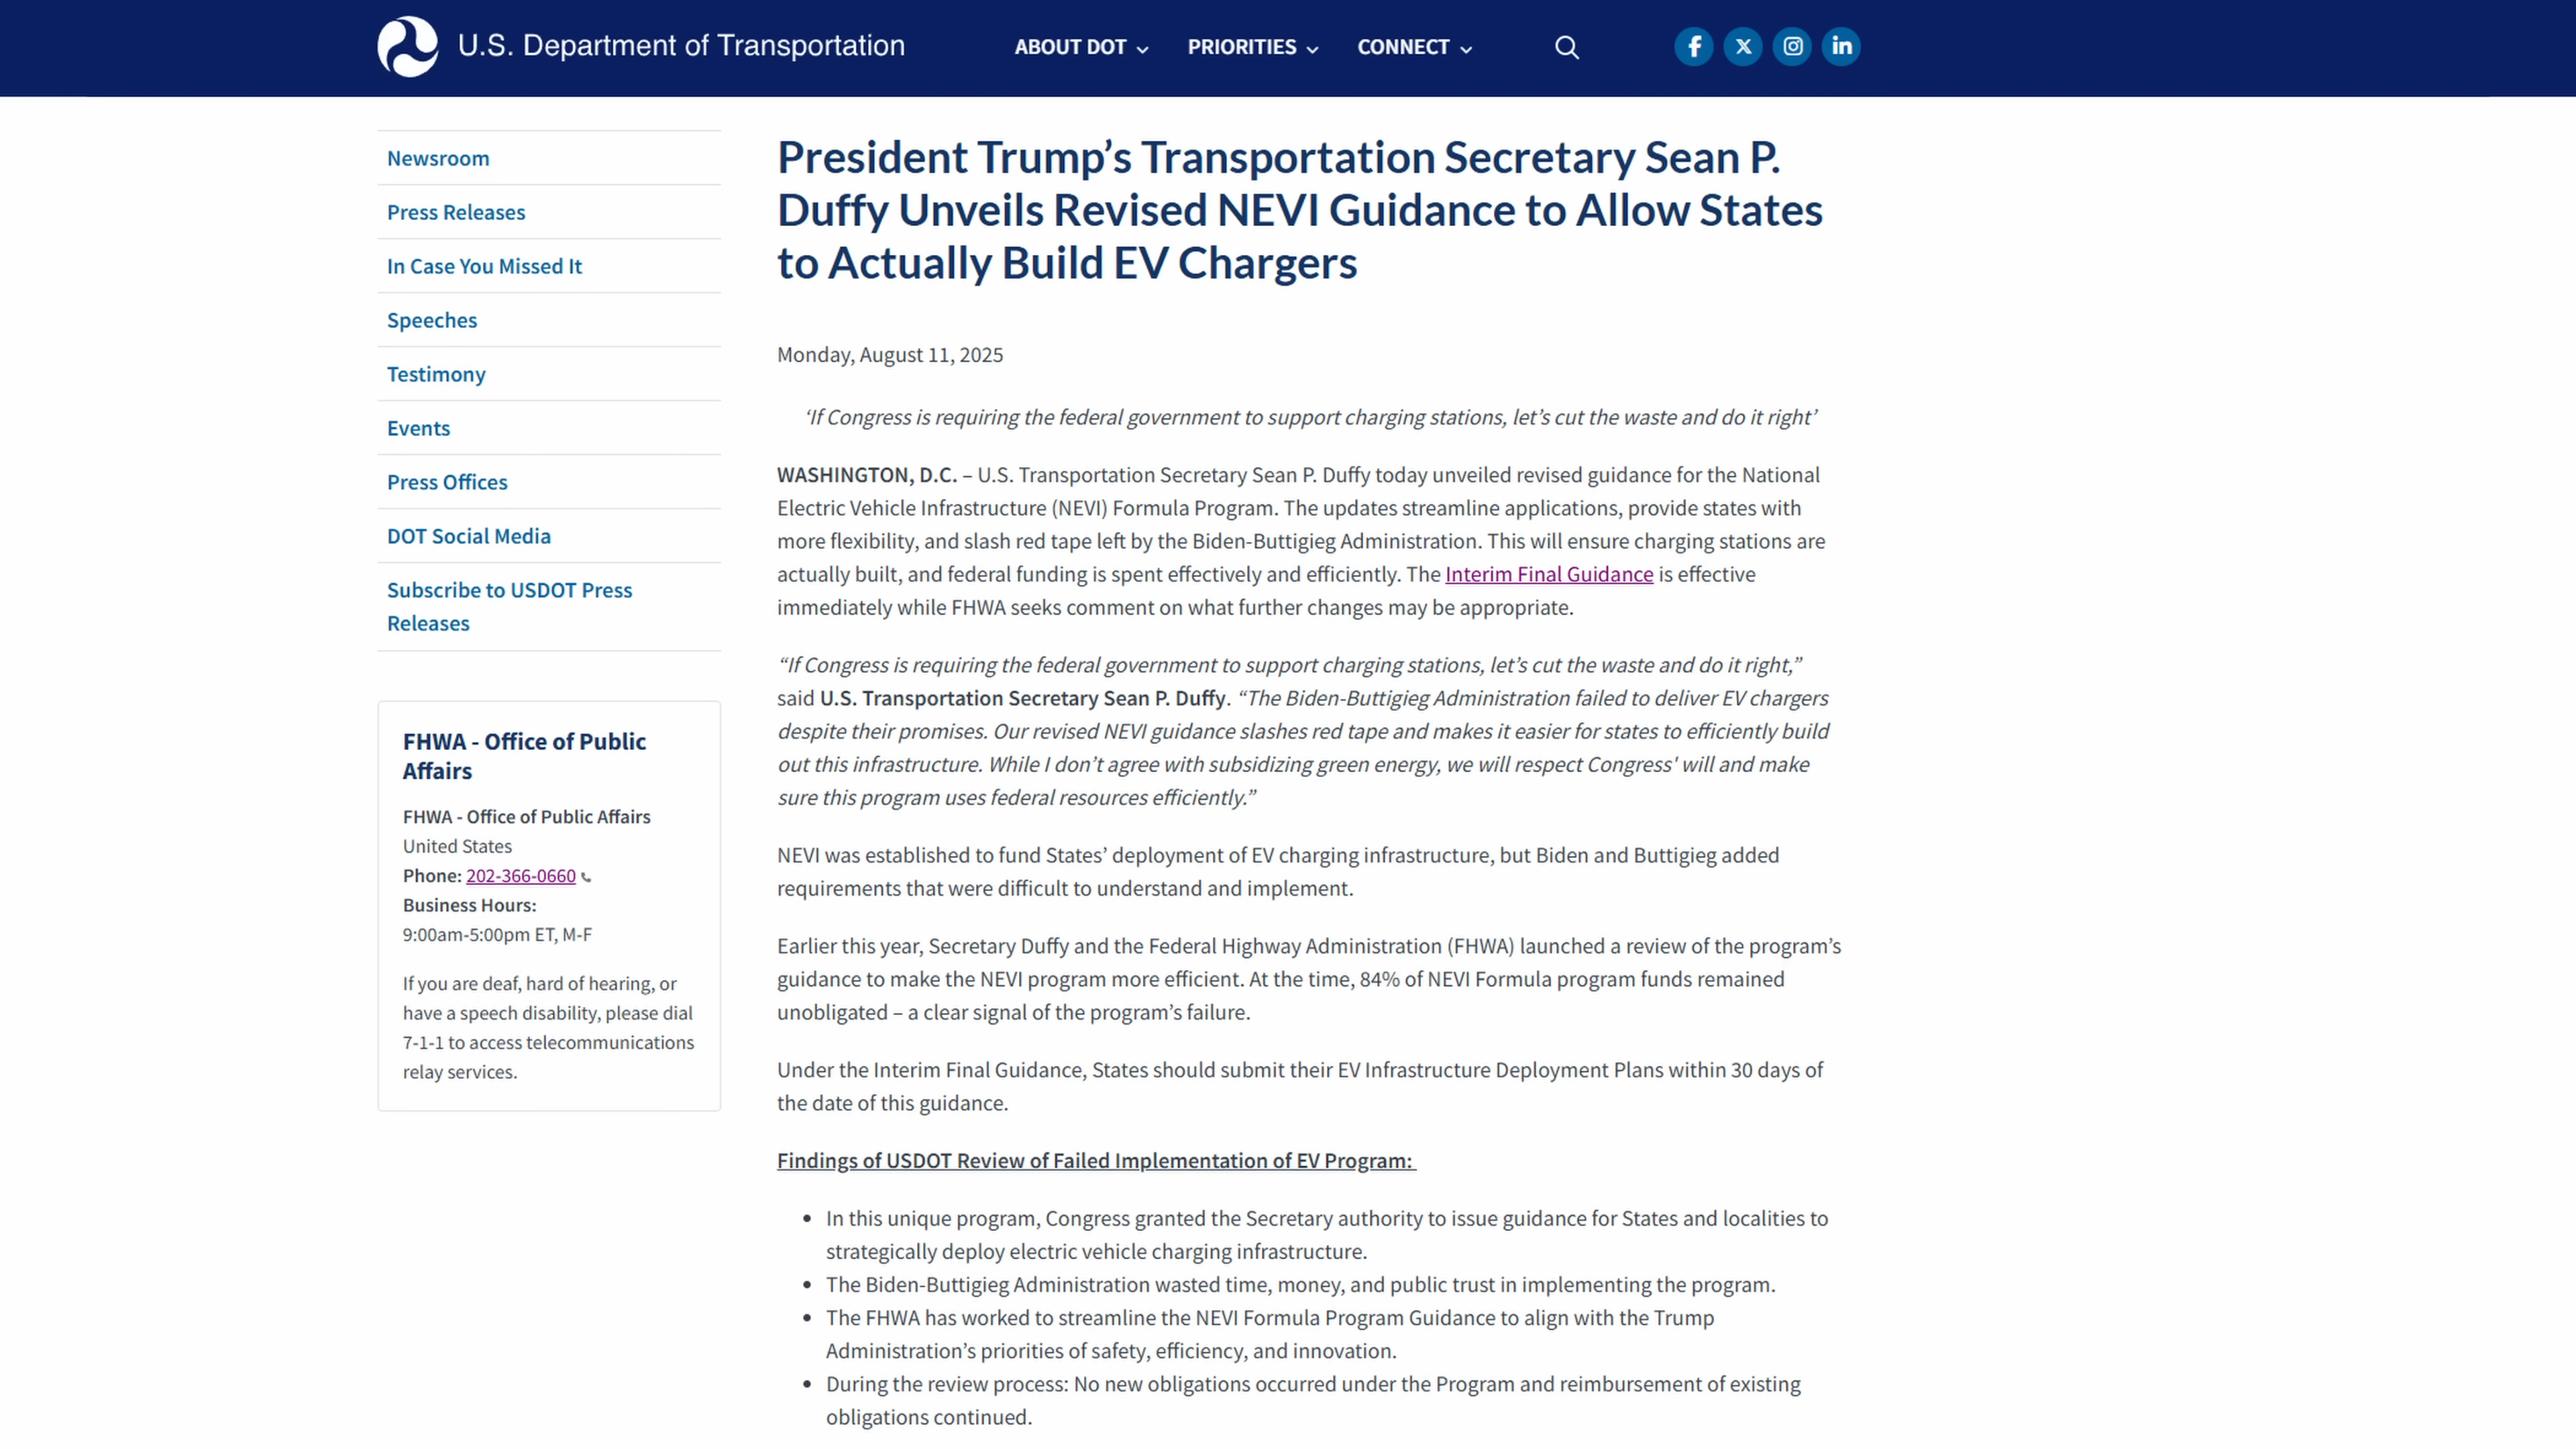 U.S. Department of Transportation
ABOUT DOT
PRIORITIES
CONNECT
Newsroom
Press Releases
In Case You Missed It
Speeches
Testimony
Events
Press Offices
DOT Social Media
Subscribe to USDOT Press
Releases
FHWA - Office of Public
Affairs
FHWA - Office of Public Affairs
United States
Phone: 202-366-0660
Business Hours:
9:00am-5:00pm ET, M-F
If you are deaf, hard of hearing, or
have a speech disability, please dial
7-1-1 to access telecommunications
relay services.
President Trump’s Transportation Secretary Sean P.
Duffy Unveils Revised NEVI Guidance to Allow States
to Actually Build EV Chargers
Monday, August 11, 2025
‘If Congress is requiring the federal government to support charging stations, let’s cut the waste and do it right’
WASHINGTON, D.C. – U.S. Transportation Secretary Sean P. Duffy today unveiled revised guidance for the National
Electric Vehicle Infrastructure (NEVI) Formula Program. The updates streamline applications, provide states with
more flexibility, and slash red tape left by the Biden-Buttigieg Administration. This will ensure charging stations are
actually built, and federal funding is spent effectively and efficiently. The Interim Final Guidance is effective
immediately while FHWA seeks comment on what further changes may be appropriate.
“If Congress is requiring the federal government to support charging stations, let’s cut the waste and do it right,”
said U.S. Transportation Secretary Sean P. Duffy. “The Biden-Buttigieg Administration failed to deliver EV chargers
despite their promises. Our revised NEVI guidance slashes red tape and makes it easier for states to efficiently build
out this infrastructure. While I don’t agree with subsidizing green energy, we will respect Congress' will and make
sure this program uses federal resources efficiently.”
NEVI was established to fund States’ deployment of EV charging infrastructure, but Biden and Buttigieg added
requirements that were difficult to understand and implement.
Earlier this year, Secretary Duffy and the Federal Highway Administration (FHWA) launched a review of the program’s
guidance to make the NEVI program more efficient. At the time, 84% of NEVI Formula program funds remained
unobligated – a clear signal of the program’s failure.
Under the Interim Final Guidance, States should submit their EV Infrastructure Deployment Plans within 30 days of
the date of this guidance.
Findings of USDOT Review of Failed Implementation of EV Program:
• In this unique program, Congress granted the Secretary authority to issue guidance for States and localities to
strategically deploy electric vehicle charging infrastructure.
• The Biden-Buttigieg Administration wasted time, money, and public trust in implementing the program.
• The FHWA has worked to streamline the NEVI Formula Program Guidance to align with the Trump
Administration’s priorities of safety, efficiency, and innovation.
• During the review process: No new obligations occurred under the Program and reimbursement of existing
obligations continued.